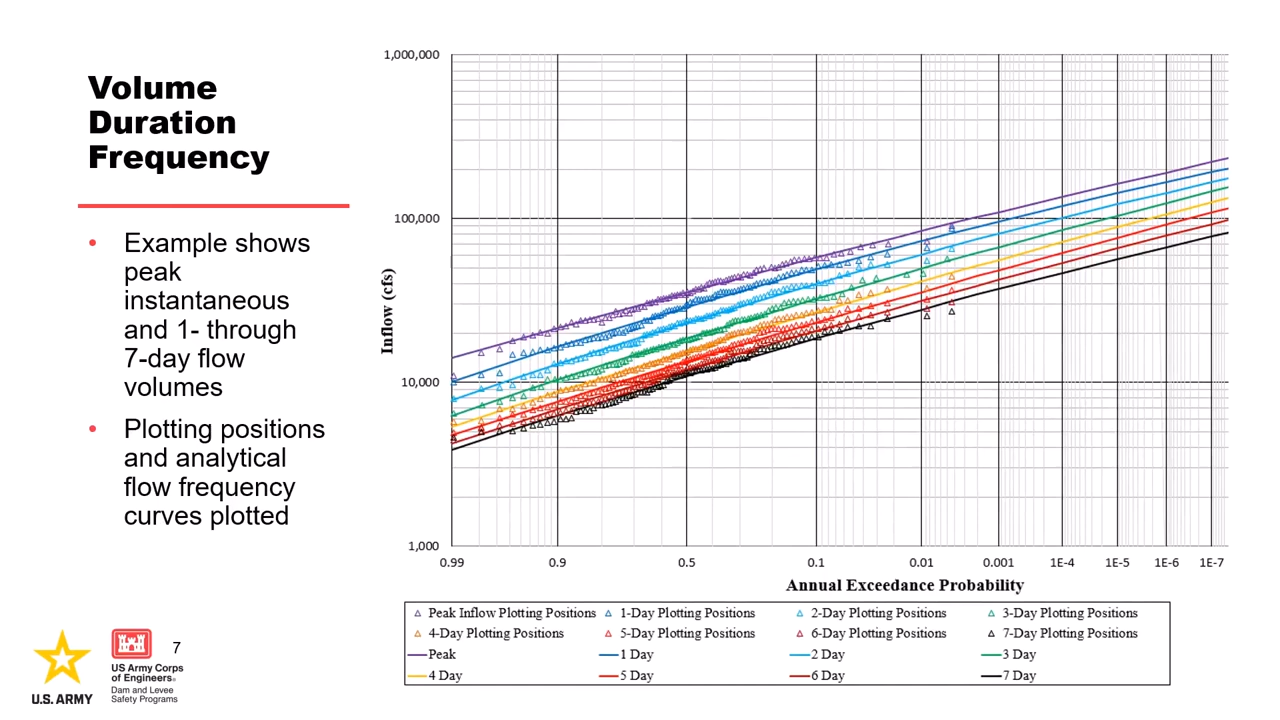 Volume
Duration
Frequency
• Example shows
peak
instantaneous
and 1- through
7-day flow
volumes
• Plotting positions
and analytical
flow frequency
curves plotted
1,000,000
100,000
10,000
1,000
Inflow (cfs)
0.99 0.9 0.5 0.1 0.01 0.001 1E-4 1E-5 1E-6 1E-7
Annual Exceedance Probability
Peak Inflow Plotting Positions 1-Day Plotting Positions 2-Day Plotting Positions 3-Day Plotting Positions
4-Day Plotting Positions 5-Day Plotting Positions 6-Day Plotting Positions 7-Day Plotting Positions
Peak 1 Day 2 Day 3 Day
4 Day 5 Day 6 Day 7 Day
U.S. ARMY
US Army Corps
of Engineers®
Dam and Levee
Safety Programs
7